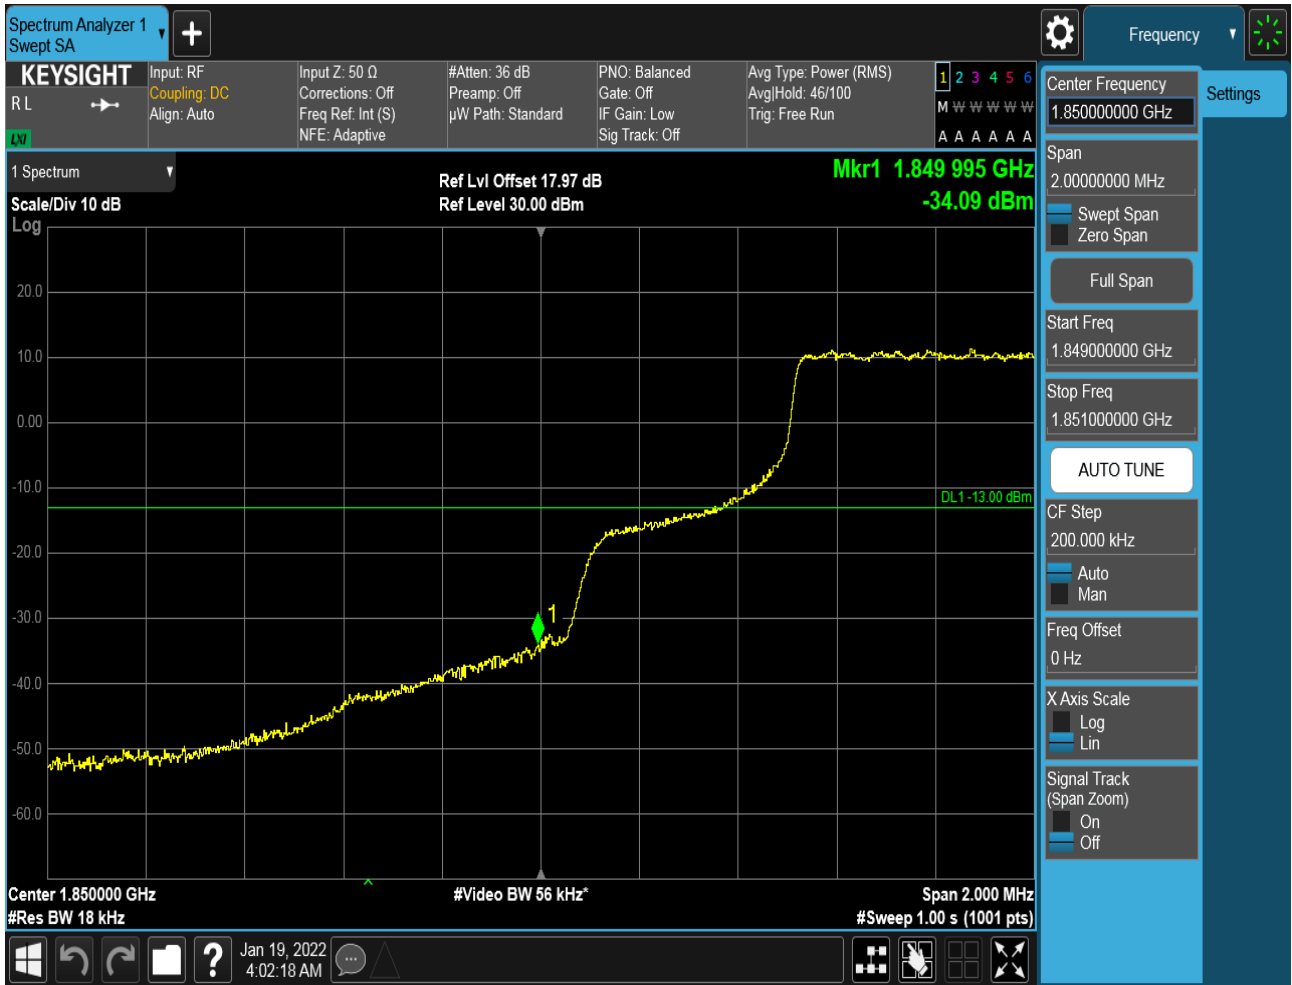 Spectrum Analyzer 1
Swept SA
Frequency
KEYSIGHT
R L
LXI
Input: RF
Coupling: DC
Align: Auto
Input Z: 50 Ω
Corrections: Off
Freq Ref: Int (S)
NFE: Adaptive
#Atten: 36 dB
Preamp: Off
µW Path: Standard
PNO: Balanced
Gate: Off
IF Gain: Low
Sig Track: Off
Avg Type: Power (RMS)
Avg|Hold: 46/100
Trig: Free Run
1 2 3 4 5 6
M W W W W W
A A A A A A
1 Spectrum
Scale/Div 10 dB
Log
Ref Lvl Offset 17.97 dB
Ref Level 30.00 dBm
Mkr1 1.849 995 GHz
-34.09 dBm
20.0
10.0
0.00
-10.0
DL1 -13.00 dBm
-20.0
-30.0
1
-40.0
-50.0
-60.0
Center 1.850000 GHz
#Video BW 56 kHz*
Span 2.000 MHz
#Res BW 18 kHz
#Sweep 1.00 s (1001 pts)
Jan 19, 2022
4:02:18 AM
?
Center Frequency
1.850000000 GHz
Settings
Span
2.00000000 MHz
Swept Span
Zero Span
Full Span
Start Freq
1.849000000 GHz
Stop Freq
1.851000000 GHz
AUTO TUNE
CF Step
200.000 kHz
Auto
Man
Freq Offset
0 Hz
X Axis Scale
Log
Lin
Signal Track
(Span Zoom)
On
Off